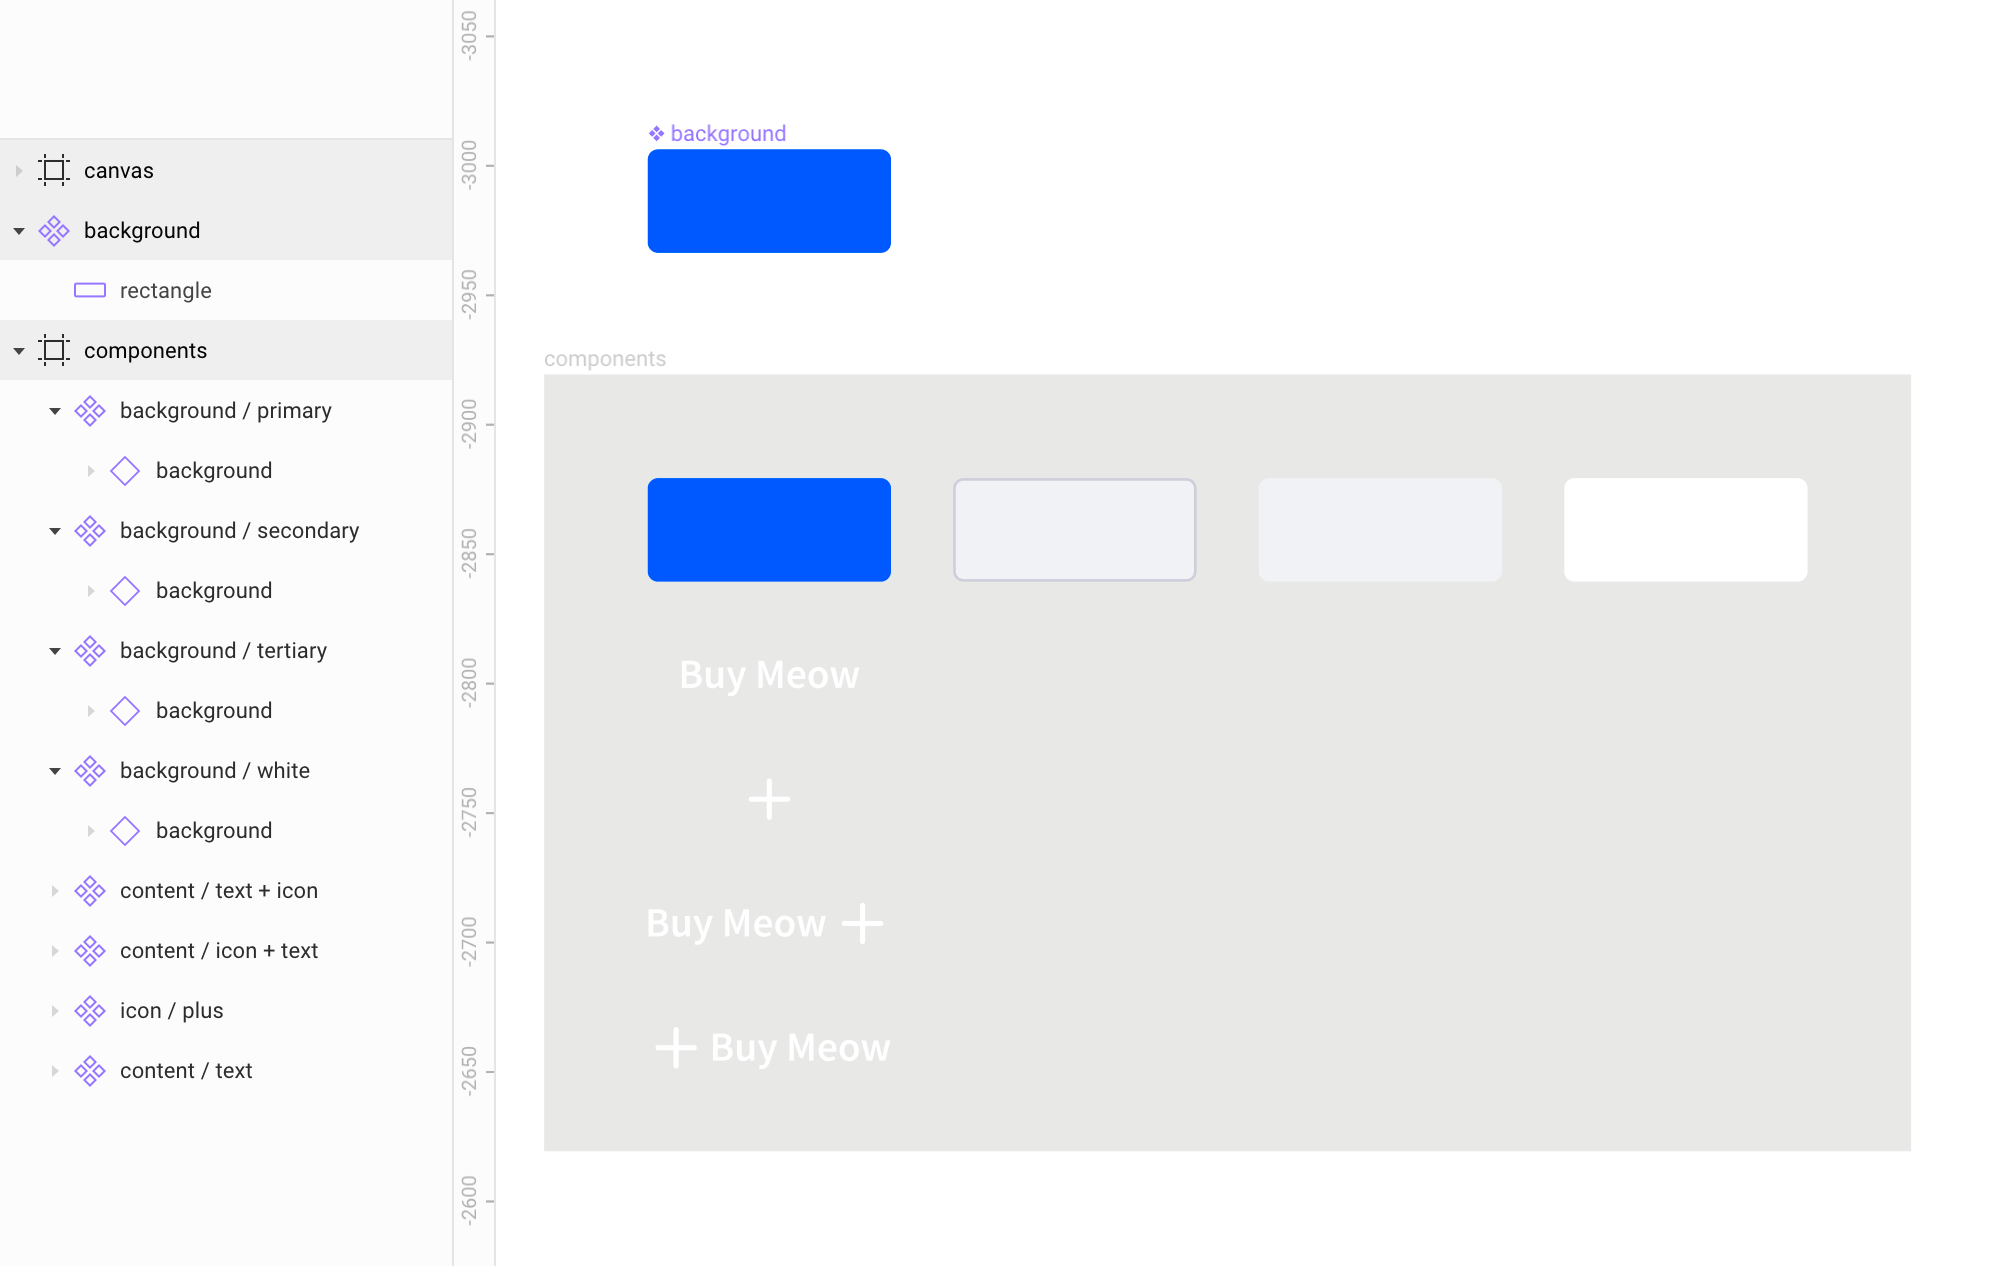 canvas
background
rectangle
components
background / primary
background
background / secondary
background
background / tertiary
background
background / white
background
content / text + icon
content / icon + text
icon / plus
content / text
-3050
-3000
-2950
-2900
-2850
-2800
-2750
-2700
-2650
-2600
background
components
Buy Meow
Buy Meow
Buy Meow